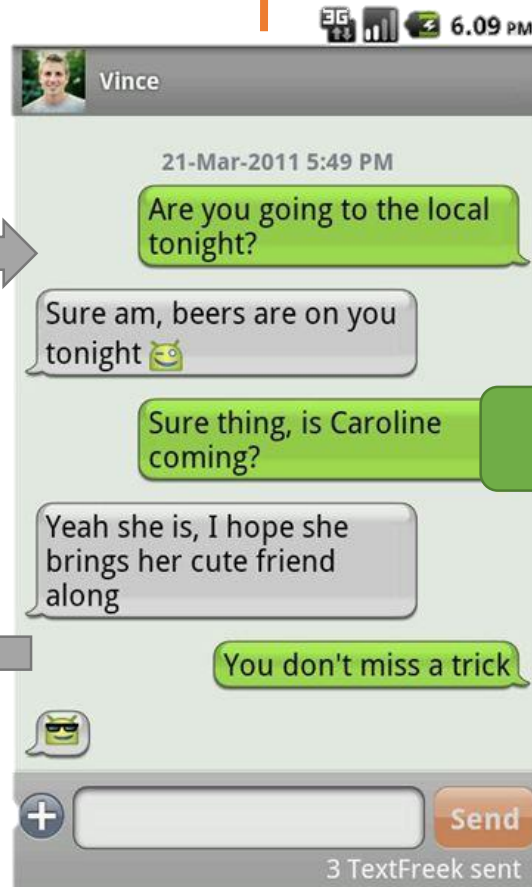 3G 6.09 PM
Vince
21-Mar-2011 5:49 PM
Are you going to the local
tonight?
Sure am, beers are on you
tonight
Sure thing, is Caroline
coming?
Yeah she is, I hope she
brings her cute friend
along
You don't miss a trick
Send
3 TextFreek sent